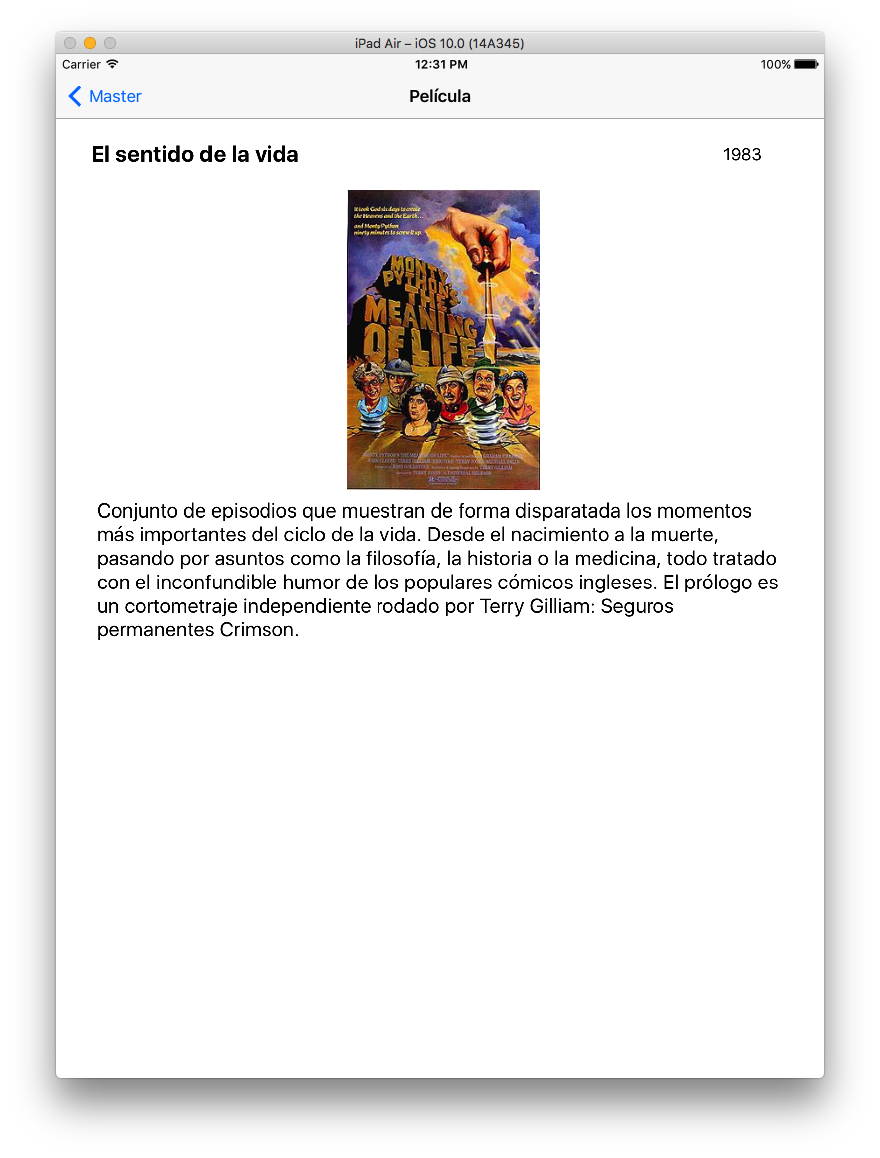 iPad Air – iOS 10.0 (14A345)
Carrier 12:31 PM 100%
Master Película
El sentido de la vida 1983
It took God six days to create
the Heavens and the Earth...
and Monty Python
ninety minutes to screw it up.
MONTY
PYTHON'S
THE
MEANING
OF LIFE
Conjunto de episodios que muestran de forma disparatada los momentos
más importantes del ciclo de la vida. Desde el nacimiento a la muerte,
pasando por asuntos como la filosofía, la historia o la medicina, todo tratado
con el inconfundible humor de los populares cómicos ingleses. El prólogo es
un cortometraje independiente rodado por Terry Gilliam: Seguros
permanentes Crimson.